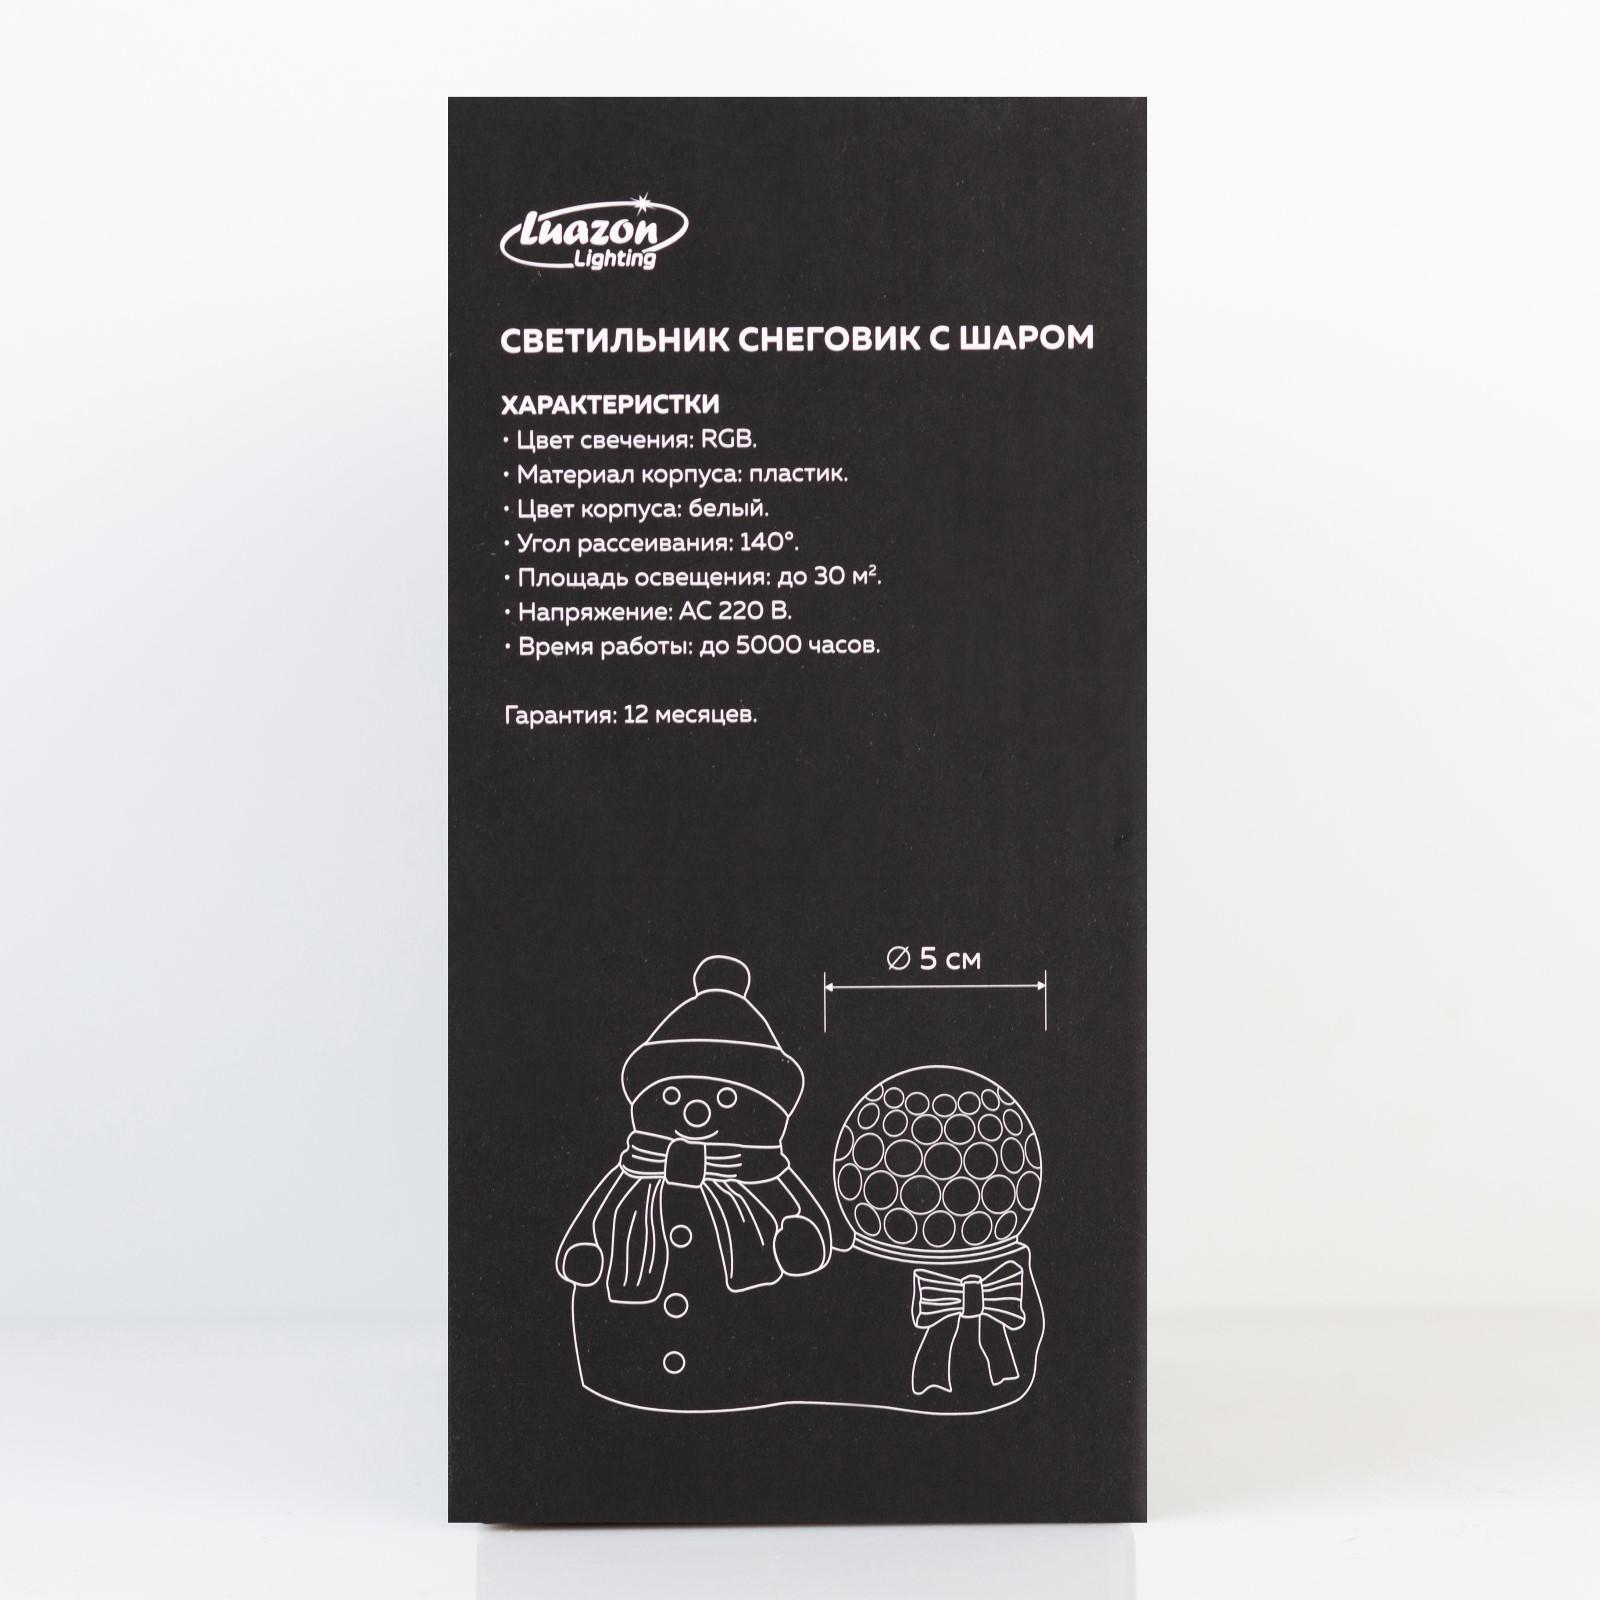 Luazon
Lighting
СВЕТИЛЬНИК СНЕГОВИК С ШАРОМ
ХАРАКТЕРИСТКИ
• Цвет свечения: RGB.
• Материал корпуса: пластик.
• Цвет корпуса: белый.
• Угол рассеивания: 140°.
• Площадь освещения: до 30 м².
• Напряжение: AC 220 В.
• Время работы: до 5000 часов.
Гарантия: 12 месяцев.
∅ 5 см